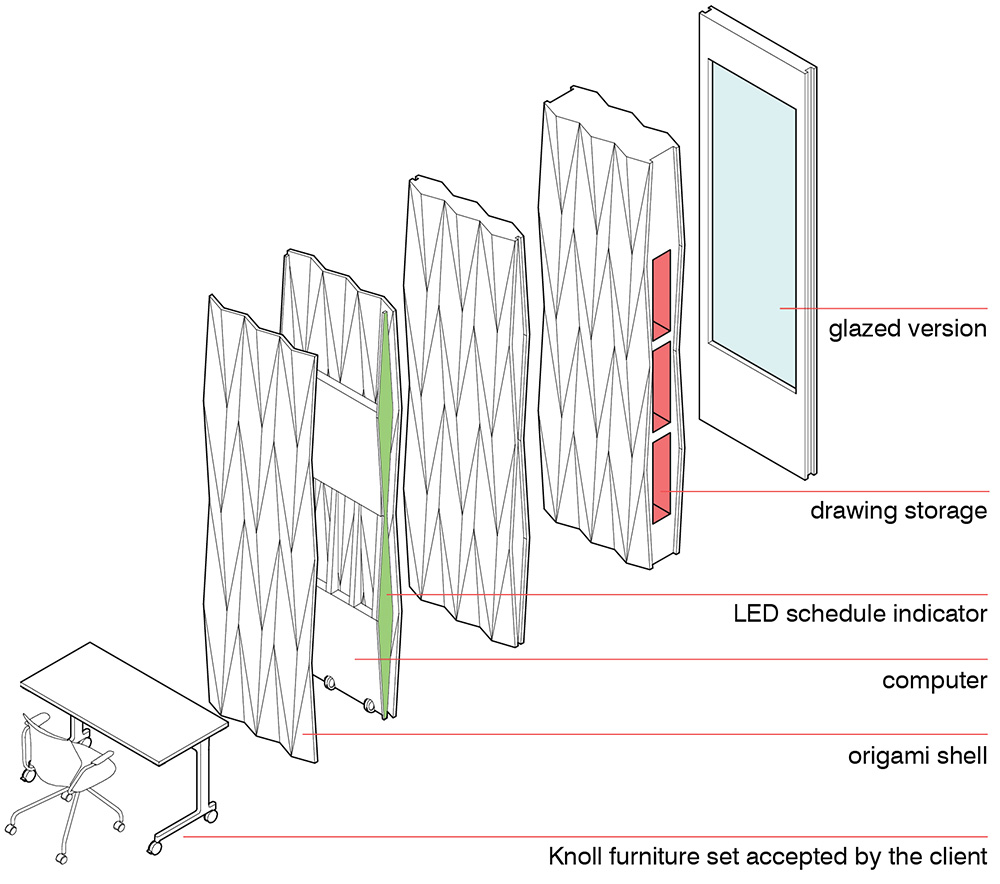 glazed version
drawing storage
LED schedule indicator
computer
origami shell
Knoll furniture set accepted by the client